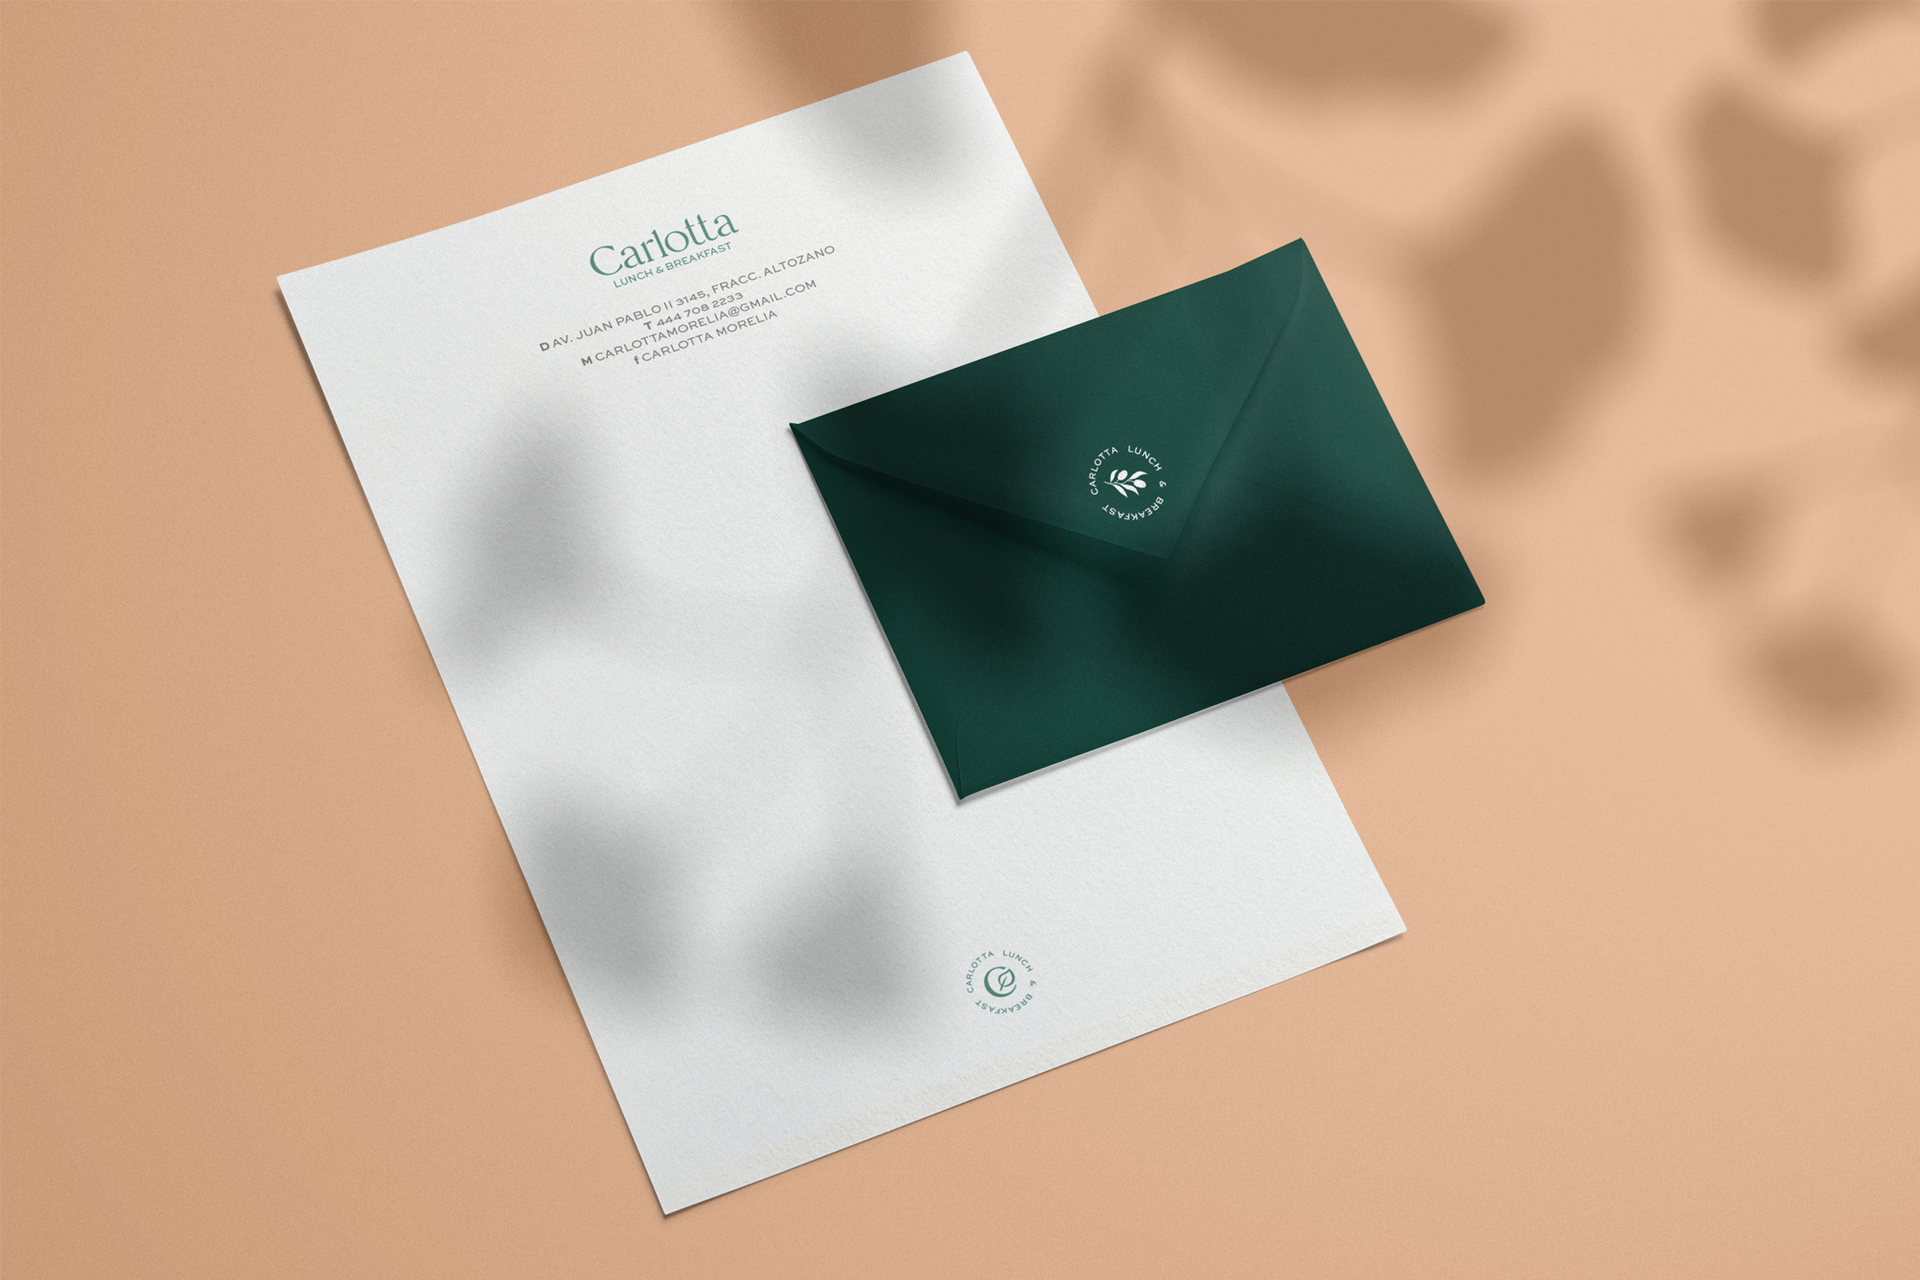 Carlotta
LUNCH & BREAKFAST
D AV. JUAN PABLO II 3145, FRACC. ALTOZANO
T 444 708 2233
M CARLOTTAMORELIA@GMAIL.COM
f CARLOTTA MORELIA
CARLOTTA LUNCH & BREAKFAST
CARLOTTA LUNCH & BREAKFAST